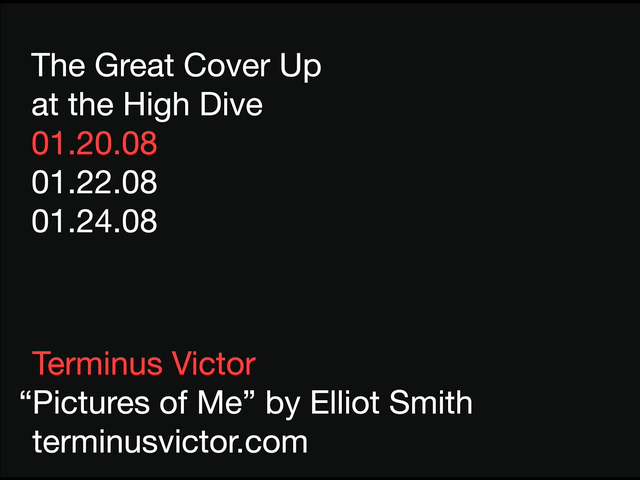 The Great Cover Up
at the High Dive
01.20.08
01.22.08
01.24.08
Terminus Victor
“Pictures of Me” by Elliot Smith
terminusvictor.com